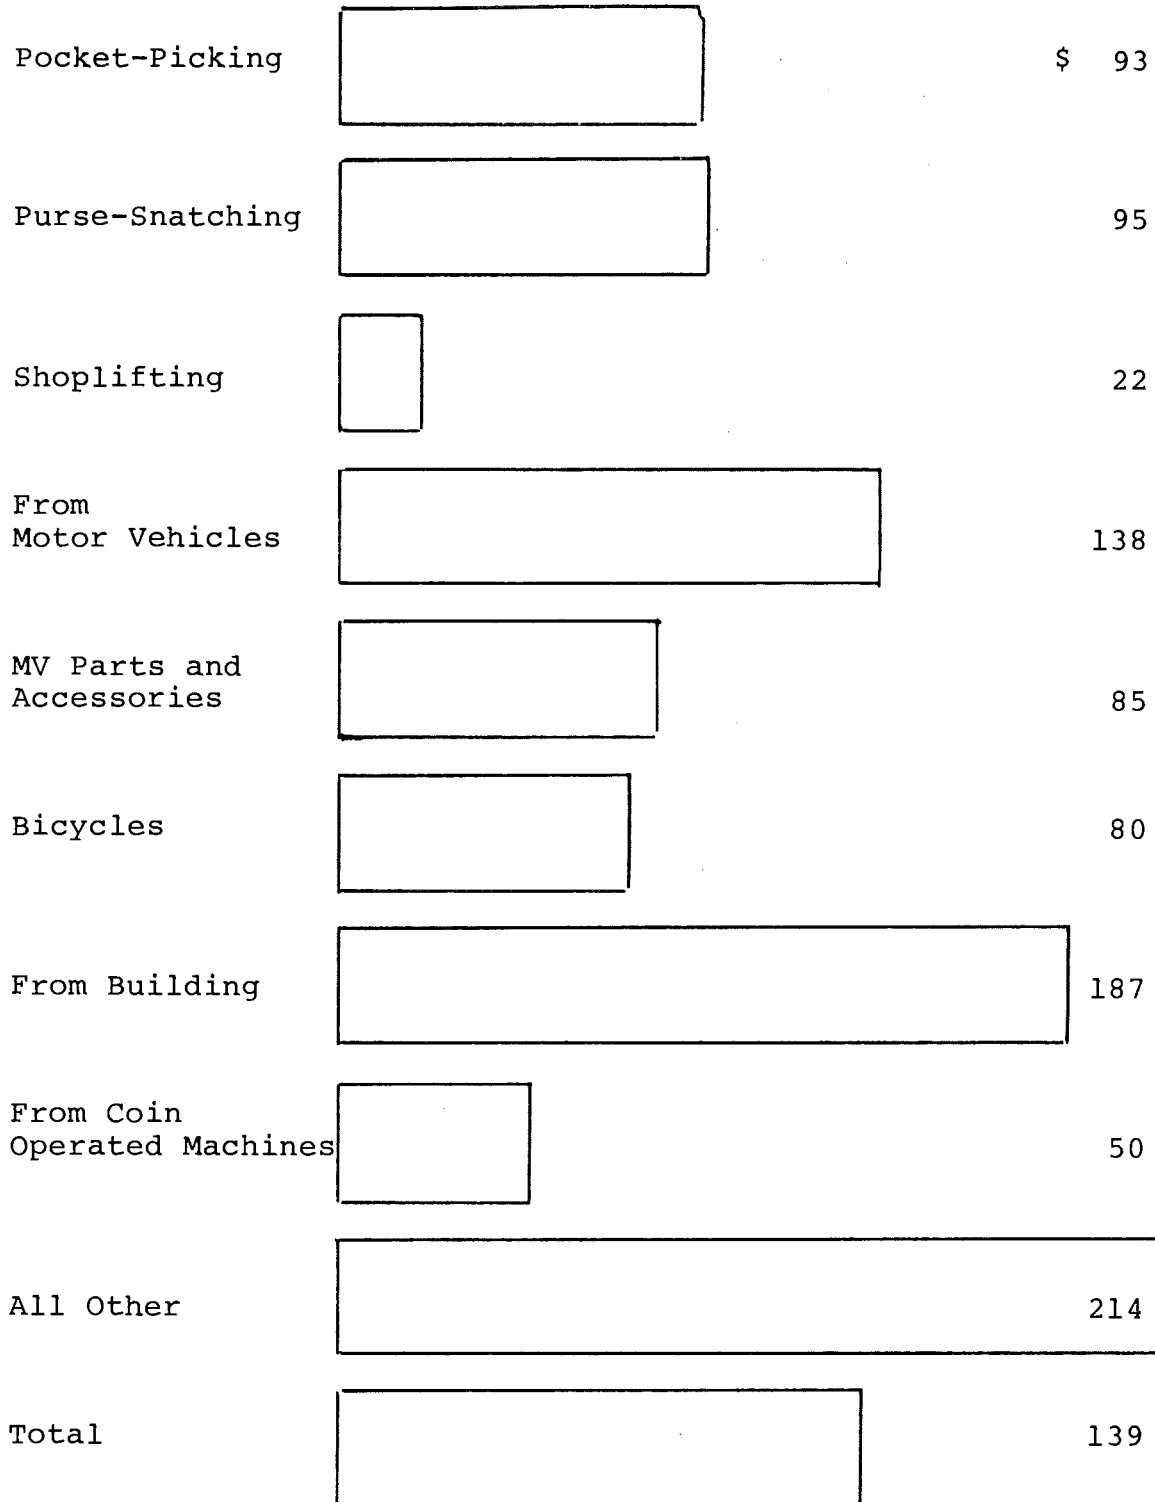 Pocket-Picking $ 93
Purse-Snatching 95
Shoplifting 22
From
Motor Vehicles 138
MV Parts and
Accessories 85
Bicycles 80
From Building 187
From Coin
Operated Machines 50
All Other 214
Total 139